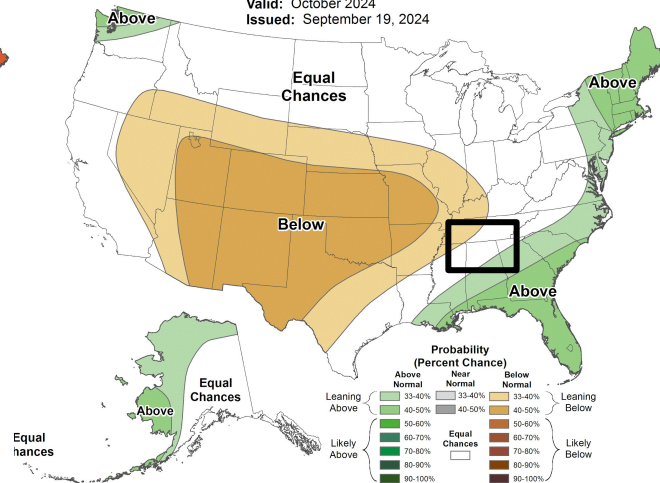 Valid: October 2024
Issued: September 19, 2024
Above
Equal
Chances
Above
Below
Above
Equal
Chances
Above
Equal
hances
Probability
(Percent Chance)
Above
Normal
Near
Normal
Below
Normal
Leaning
Above
33-40%
40-50%
50-60%
60-70%
70-80%
80-90%
90-100%
Likely
Above
33-40%
40-50%
Equal
Chances
33-40%
40-50%
50-60%
60-70%
70-80%
80-90%
90-100%
Leaning
Below
Likely
Below